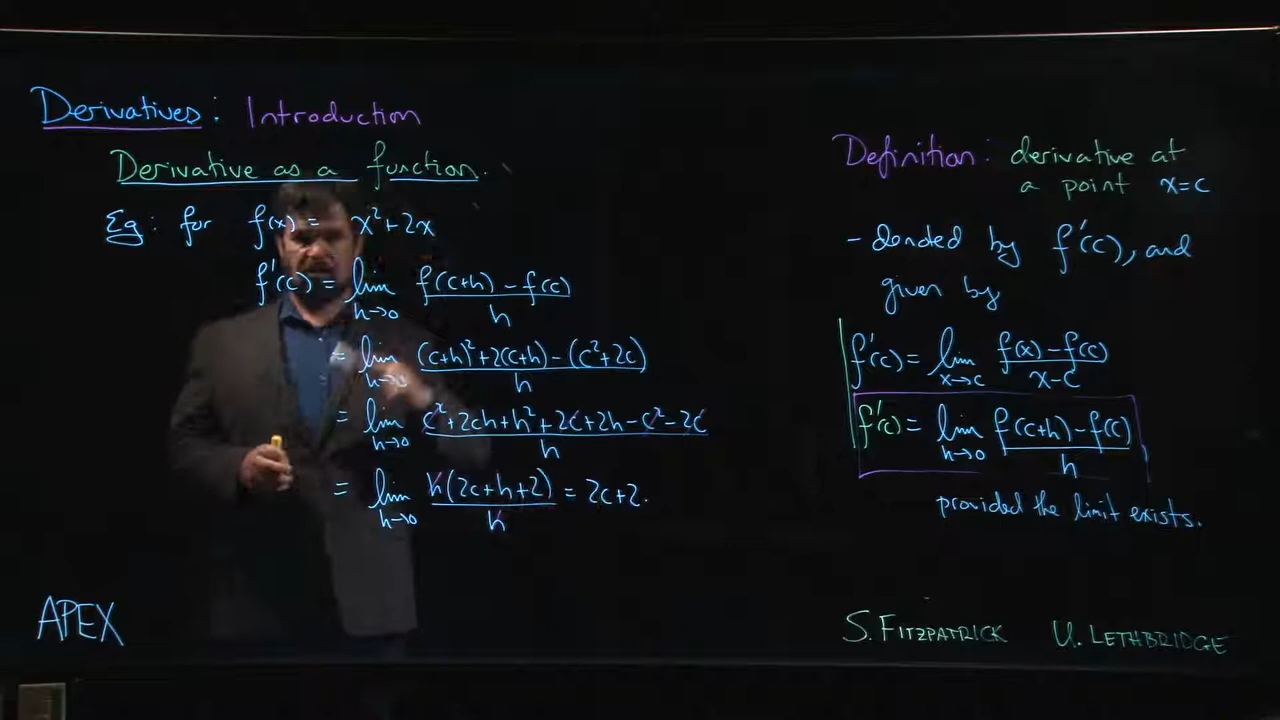 Derivatives: Introduction
Derivative as a function.
Eg: for f(x) = x²+2x
f'(c) = lim h→0 f(c+h) - f(c) / h
= lim h→0 (c+h)²+2(c+h) - (c²+2c) / h
= lim h→0 c²+2ch+h²+2c+2h-c²-2c / h
= lim h→0 h(2c+h+2) / h = 2c+2.
APEX
Definition: derivative at
a point x=c
- denoted by f'(c), and
given by
f'(c) = lim x→c f(x) - f(c) / x-c
f'(c) = lim h→0 f(c+h) - f(c) / h
provided the limit exists.
S. FITZPATRICK U. LETHBRIDGE